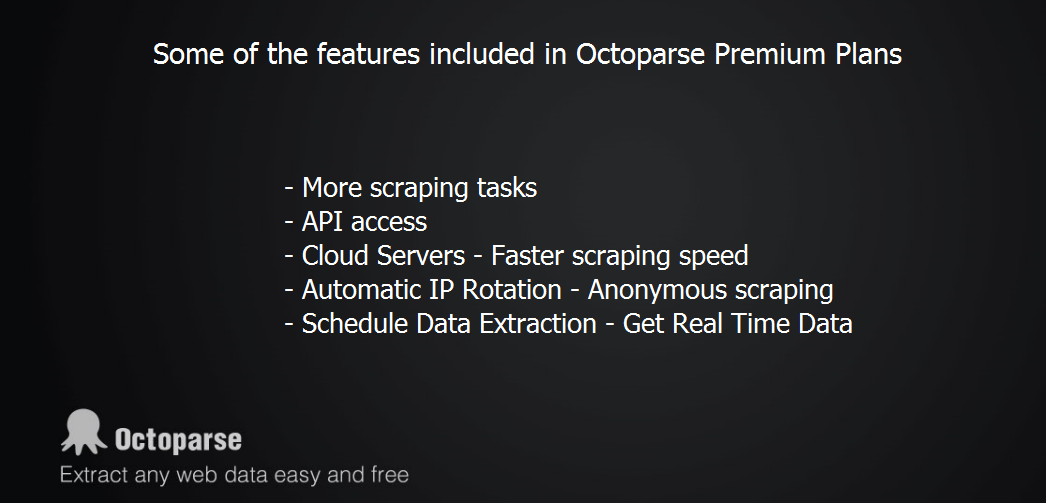 Some of the features included in Octoparse Premium Plans
- More scraping tasks
- API access
- Cloud Servers - Faster scraping speed
- Automatic IP Rotation - Anonymous scraping
- Schedule Data Extraction - Get Real Time Data
Octoparse
Extract any web data easy and free